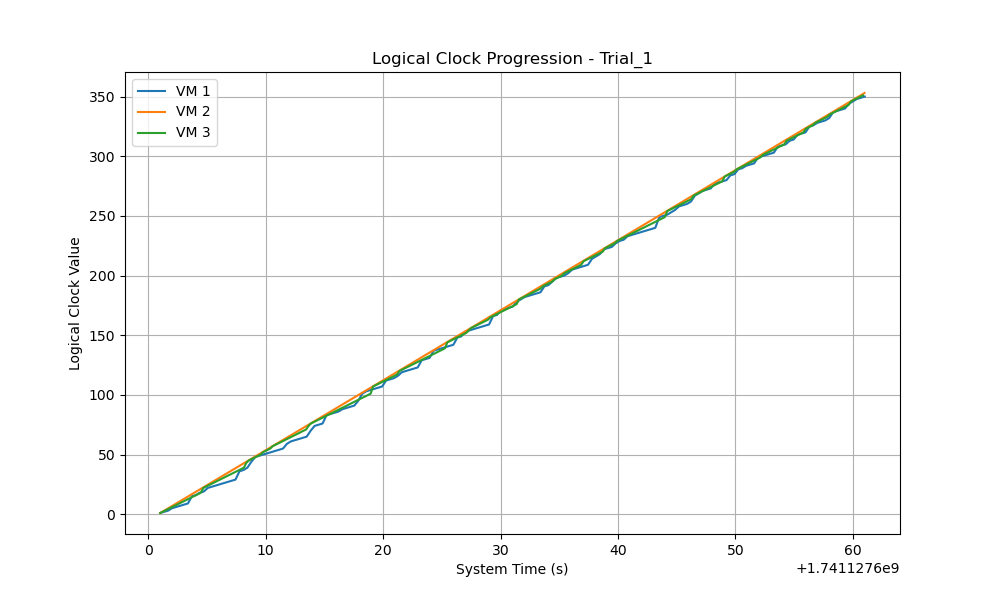 Logical Clock Progression - Trial_1
VM 1
VM 2
VM 3
350
300
250
200
150
100
50
0
Logical Clock Value
0 10 20 30 40 50 60
System Time (s)
+1.7411276e9